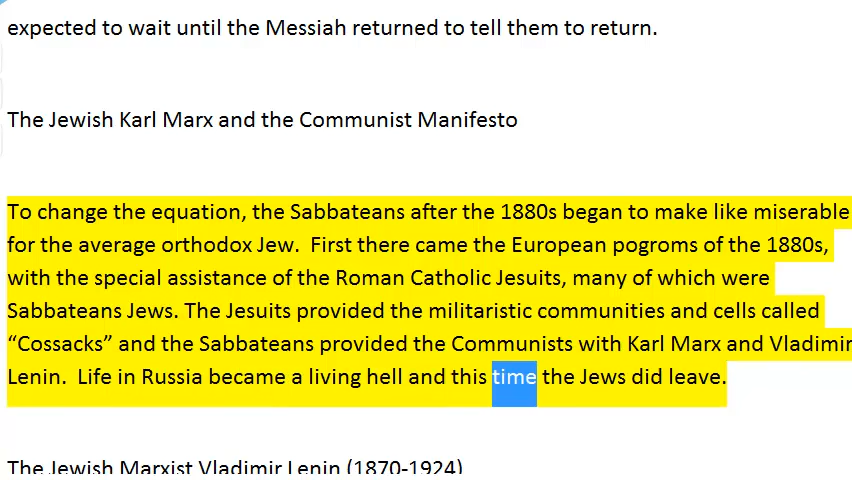 expected to wait until the Messiah returned to tell them to return.
The Jewish Karl Marx and the Communist Manifesto
To change the equation, the Sabbateans after the 1880s began to make like miserable
for the average orthodox Jew.  First there came the European pogroms of the 1880s,
with the special assistance of the Roman Catholic Jesuits, many of which were
Sabbateans Jews. The Jesuits provided the militaristic communities and cells called
“Cossacks” and the Sabbateans provided the Communists with Karl Marx and Vladimir
Lenin.  Life in Russia became a living hell and this time the Jews did leave.
The Jewish Marxist Vladimir Lenin (1870-1924)